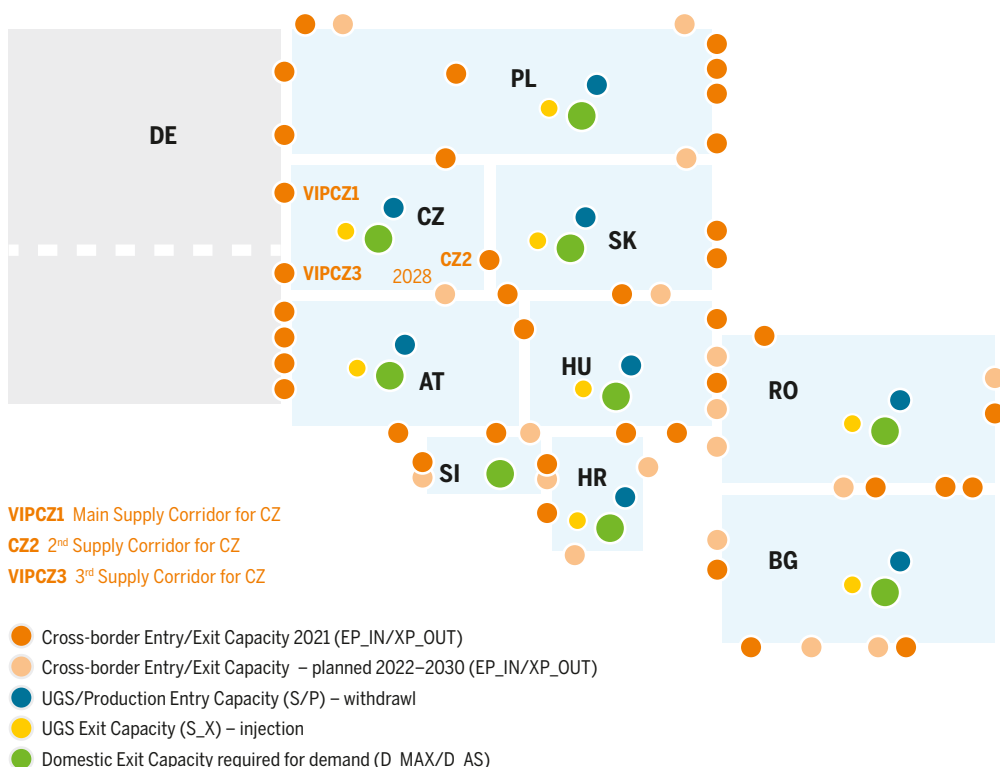 PL
DE
VIPCZ1
CZ
SK
CZ2
VIPCZ3
2028
HU
AT
RO
SI
HR
BG
VIPCZ1 Main Supply Corridor for CZ
CZ2 2nd Supply Corridor for CZ
VIPCZ3 3rd Supply Corridor for CZ
Cross-border Entry/Exit Capacity 2021 (EP_IN/XP_OUT)
Cross-border Entry/Exit Capacity – planned 2022–2030 (EP_IN/XP_OUT)
UGS/Production Entry Capacity (S/P) – withdrawl
UGS Exit Capacity (S_X) – injection
Domestic Exit Capacity required for demand (D_MAX/D_AS)